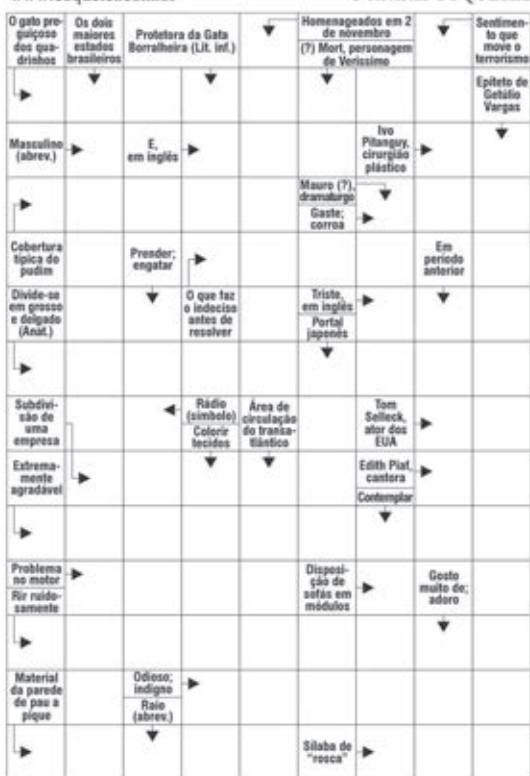 O gato pre-
guiçoso
dos qua-
drinhos
Os dois
maiores
estados
brasileiros
Protetora da Gata
Borralheira (Lit. inf.)
Homenageados em 2
de novembro
(?) Mort, personagem
de Verissimo
Sentimen-
to que
move o
terrorismo
Epíteto de
Getúlio
Vargas
Masculino
(abrev.)
E,
em inglês
Ivo
Pitanguy,
cirurgião
plástico
Mauro (?),
dramaturgo
Gaste;
corroa
Cobertura
típica do
pudim
Prender;
engatar
Em
período
anterior
Divide-se
em grosso
e delgado
(Anat.)
O que faz
o indeciso
antes de
resolver
Triste,
em inglês
Portal
japonês
Subdivi-
são de
uma
empresa
Rádio
(símbolo)
Colorir
tecidos
Área de
circulação
do transa-
tlântico
Tom
Selleck,
ator dos
EUA
Extrema-
mente
agradável
Edith Piaf,
cantora
Contemplar
Problema
no motor
Rir ruido-
samente
Disposi-
ção de
sofás em
módulos
Gosto
muito de;
adoro
Material
da parede
de pau a
pique
Odioso;
indigno
Raio
(abrev.)
Sílaba de
"rosca"